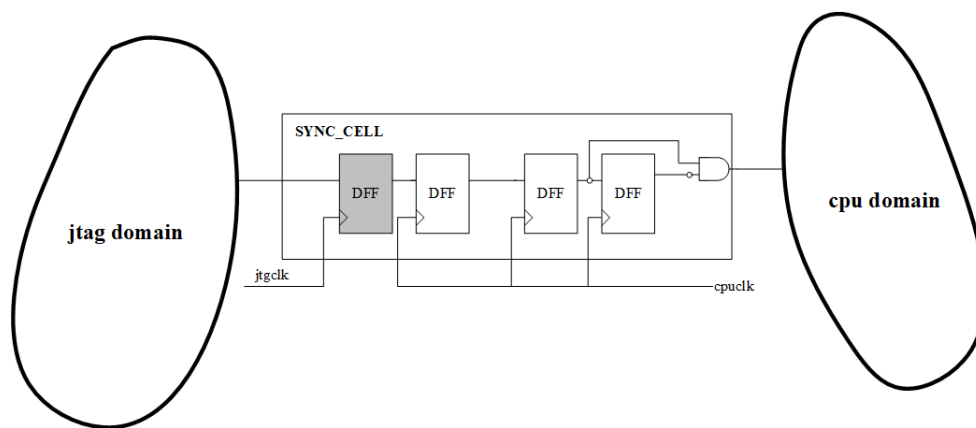 SYNC_CELL
DFF
DFF
DFF
DFF
jtag domain
cpu domain
jtgclk
cpuclk